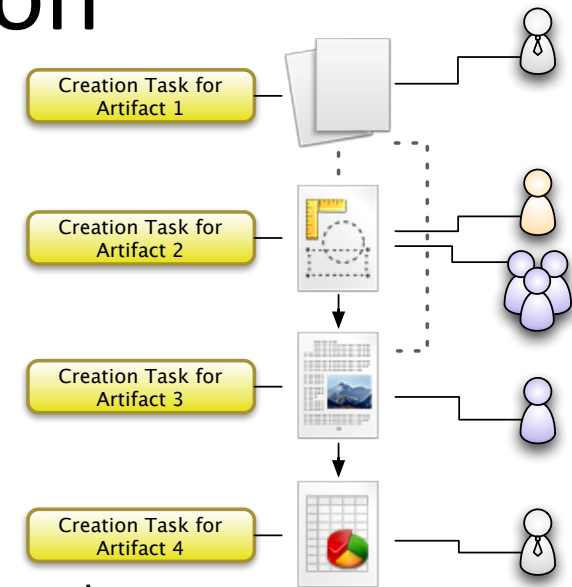 on
Creation Task for
Artifact 1
Creation Task for
Artifact 2
Creation Task for
Artifact 3
Creation Task for
Artifact 4